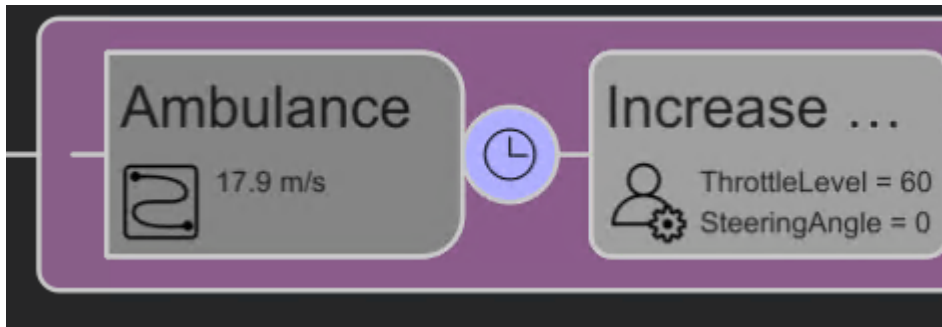 Ambulance
17.9 m/s
Increase ...
ThrottleLevel = 60
SteeringAngle = 0